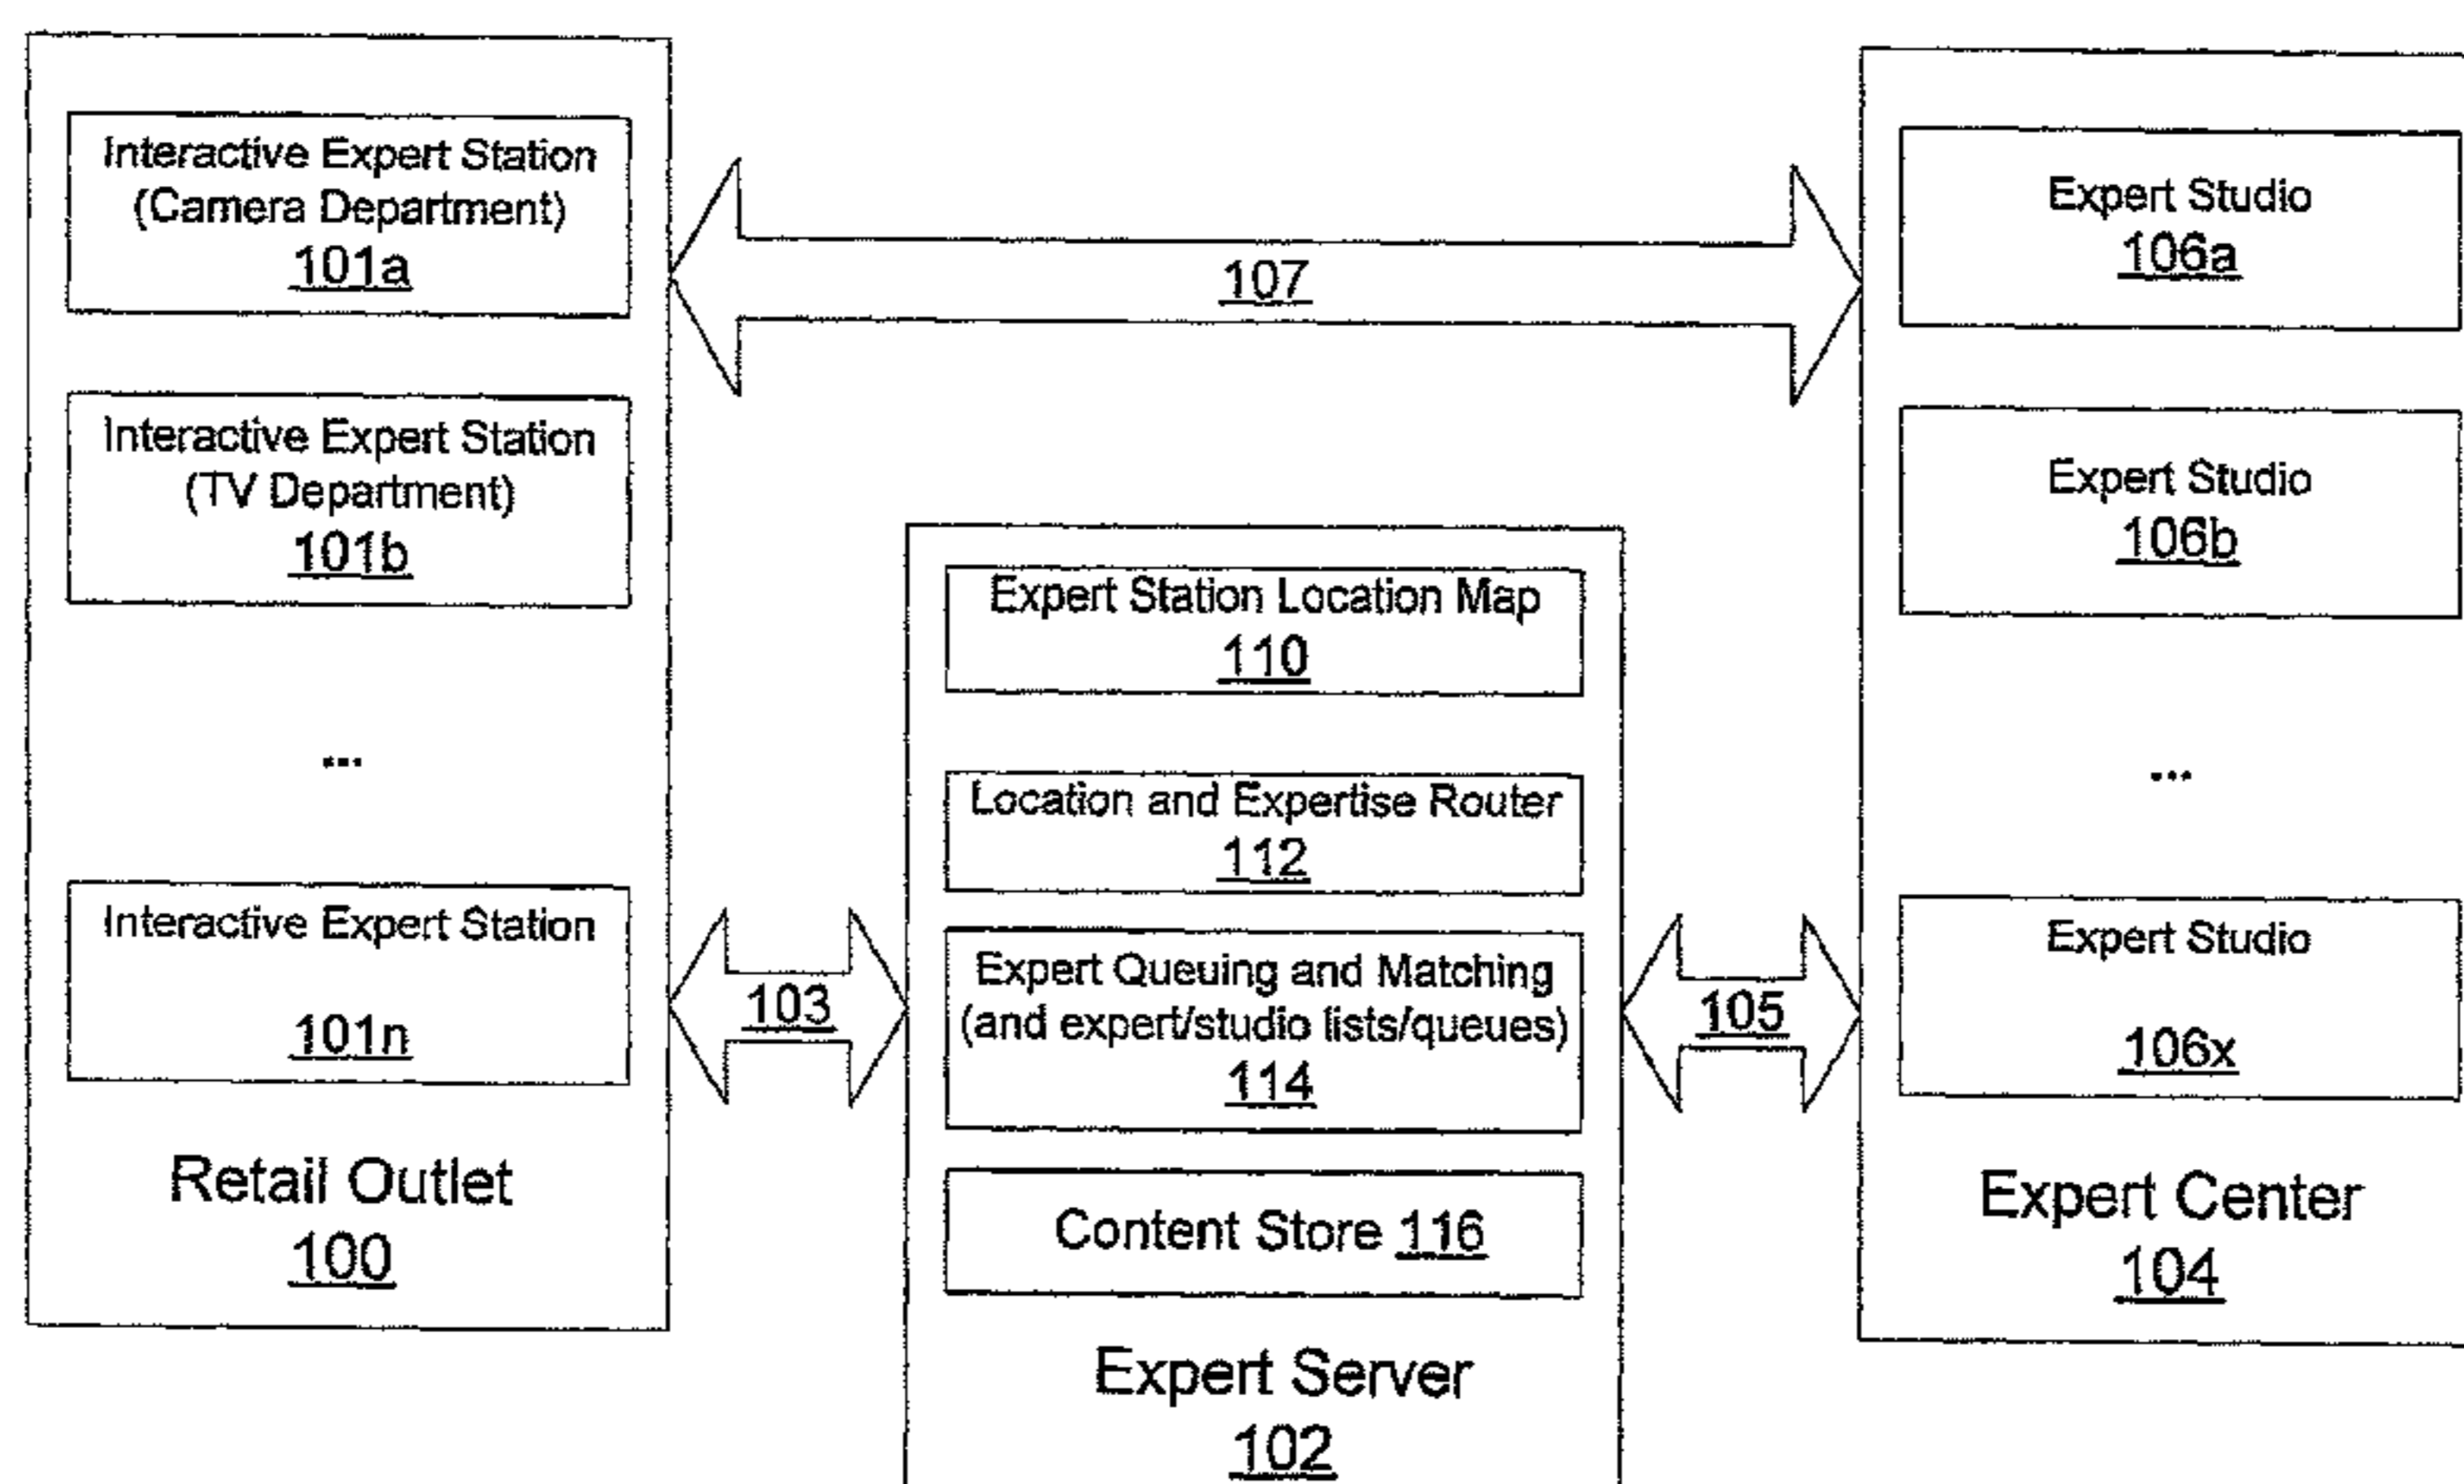 Interactive Expert Station
(Camera Department)
101a
Interactive Expert Station
(TV Department)
101b
...
Interactive Expert Station
101n
Retail Outlet
100
107
103
Expert Station Location Map
110
Location and Expertise Router
112
Expert Queuing and Matching
(and expert/studio lists/queues)
114
Content Store 116
Expert Server
102
105
Expert Studio
106a
Expert Studio
106b
...
Expert Studio
106x
Expert Center
104